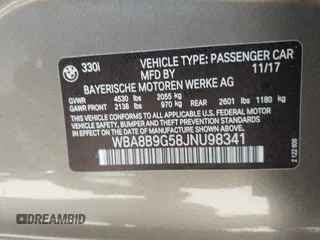 330i
VEHICLE TYPE: PASSENGER CAR
MFD BY: 11/17
BAYERISCHE MOTOREN WERKE AG
GVWR 4530 lbs 2055 kg
GAWR FRONT 2138 lbs 970 kg REAR 2601 lbs 1180 kg
THIS VEHICLE CONFORMS TO ALL APPLICABLE
U.S. FEDERAL MOTOR VEHICLE SAFETY, BUMPER,
AND THEFT PREVENTION STANDARDS IN EFFECT
ON THE DATE OF MANUFACTURE SHOWN ABOVE.
WBA8B9G58JNU98341
DREAMBID